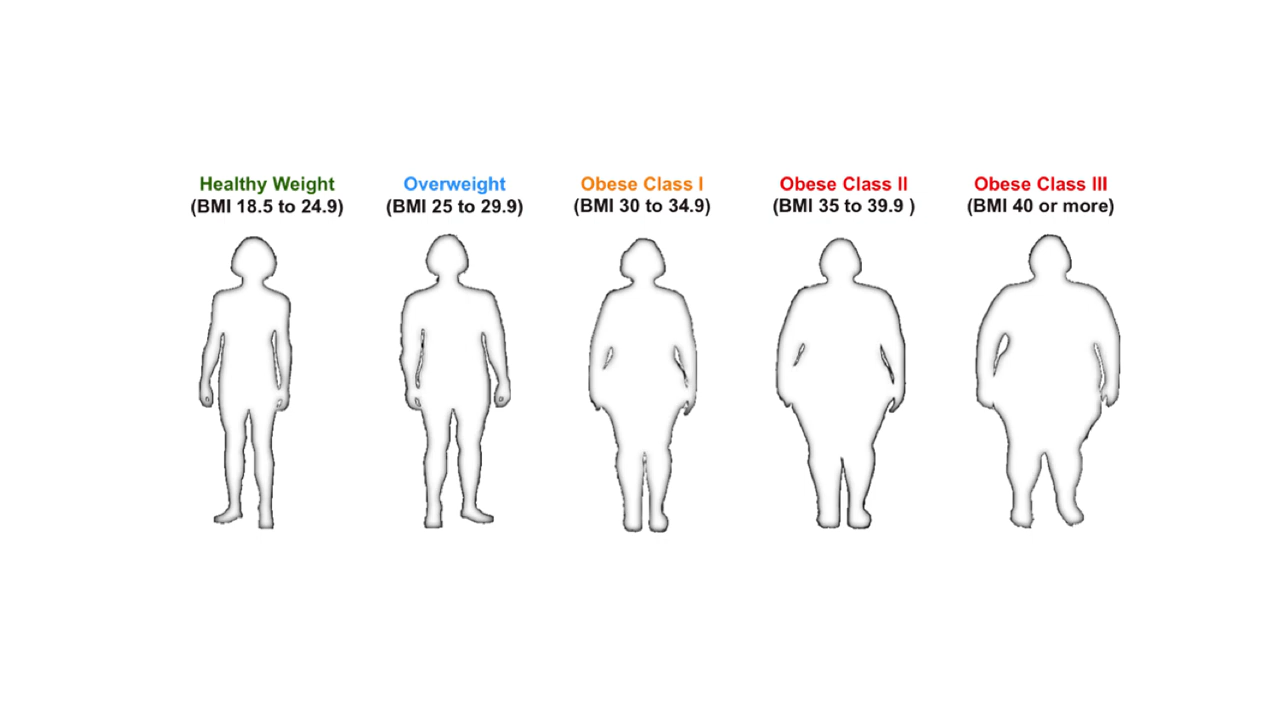 Healthy Weight
(BMI 18.5 to 24.9)
Overweight
(BMI 25 to 29.9)
Obese Class I
(BMI 30 to 34.9)
Obese Class II
(BMI 35 to 39.9 )
Obese Class III
(BMI 40 or more)